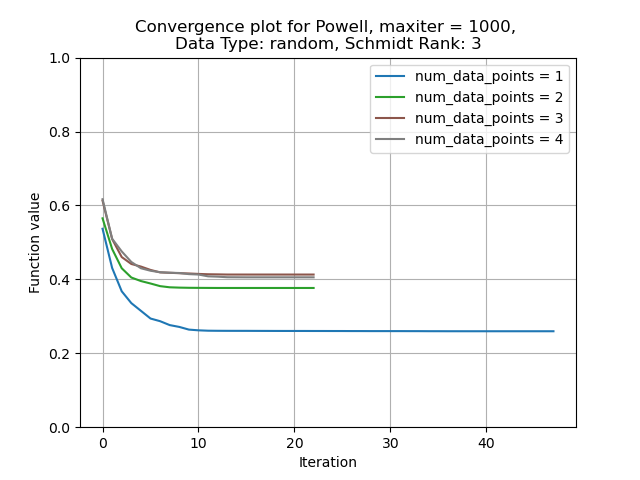 Convergence plot for Powell, maxiter = 1000,
Data Type: random, Schmidt Rank: 3
num_data_points = 1
num_data_points = 2
num_data_points = 3
num_data_points = 4
1.0
0.8
0.6
0.4
0.2
0.0
Function value
0 10 20 30 40
Iteration